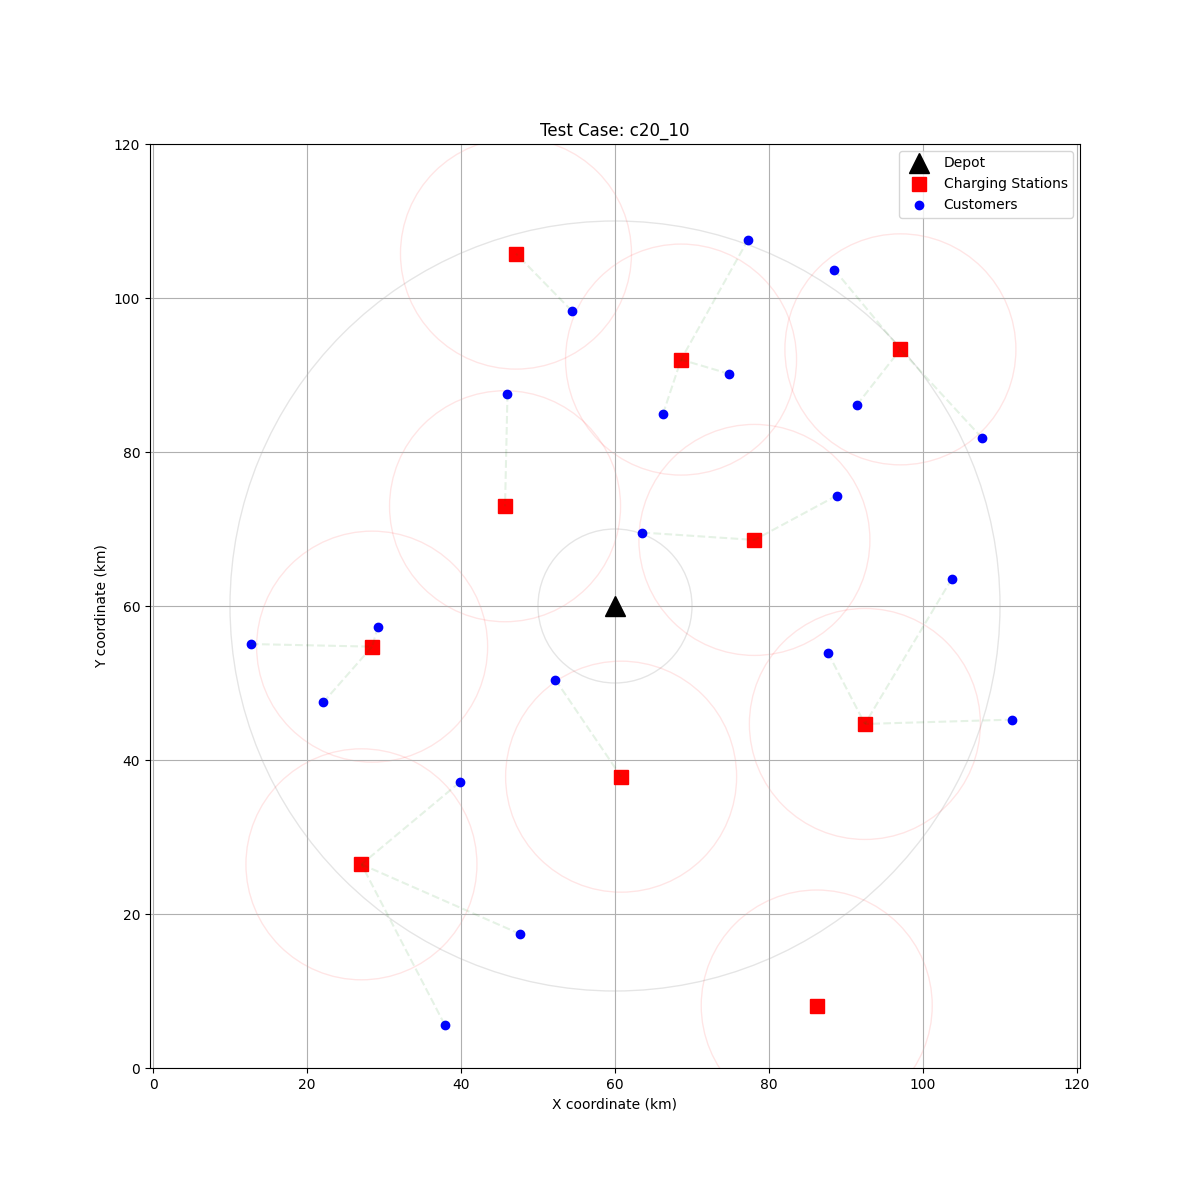 Test Case: c20_10
Depot
Charging Stations
Customers
120
100
80
60
40
20
0
Y coordinate (km)
0 20 40 60 80 100 120
X coordinate (km)